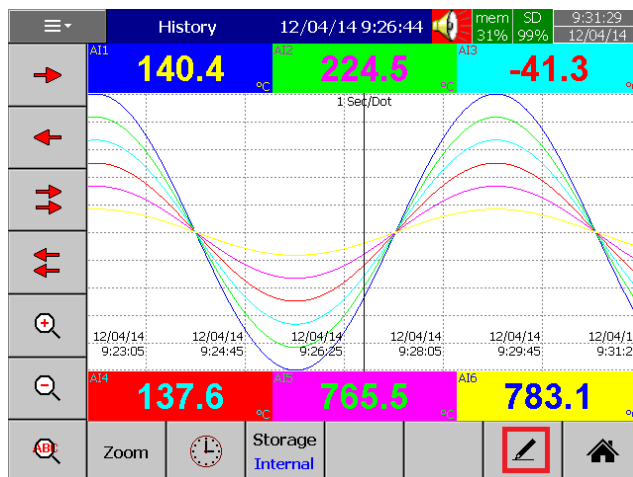 History 12/04/14 9:26:44 mem 31% SD 99% 9:31:29 12/04/14
AI1 140.4 °C AI2 224.5 °C AI3 -41.3 °C
1 Sec/Dot
12/04/14 12/04/14 12/04/14 12/04/14 12/04/14 12/04/1
9:23:05 9:24:45 9:26:25 9:28:05 9:29:45 9:31:2
AI4 137.6 °C AI5 765.5 °C AI6 783.1 °C
ABC Zoom Storage
Internal